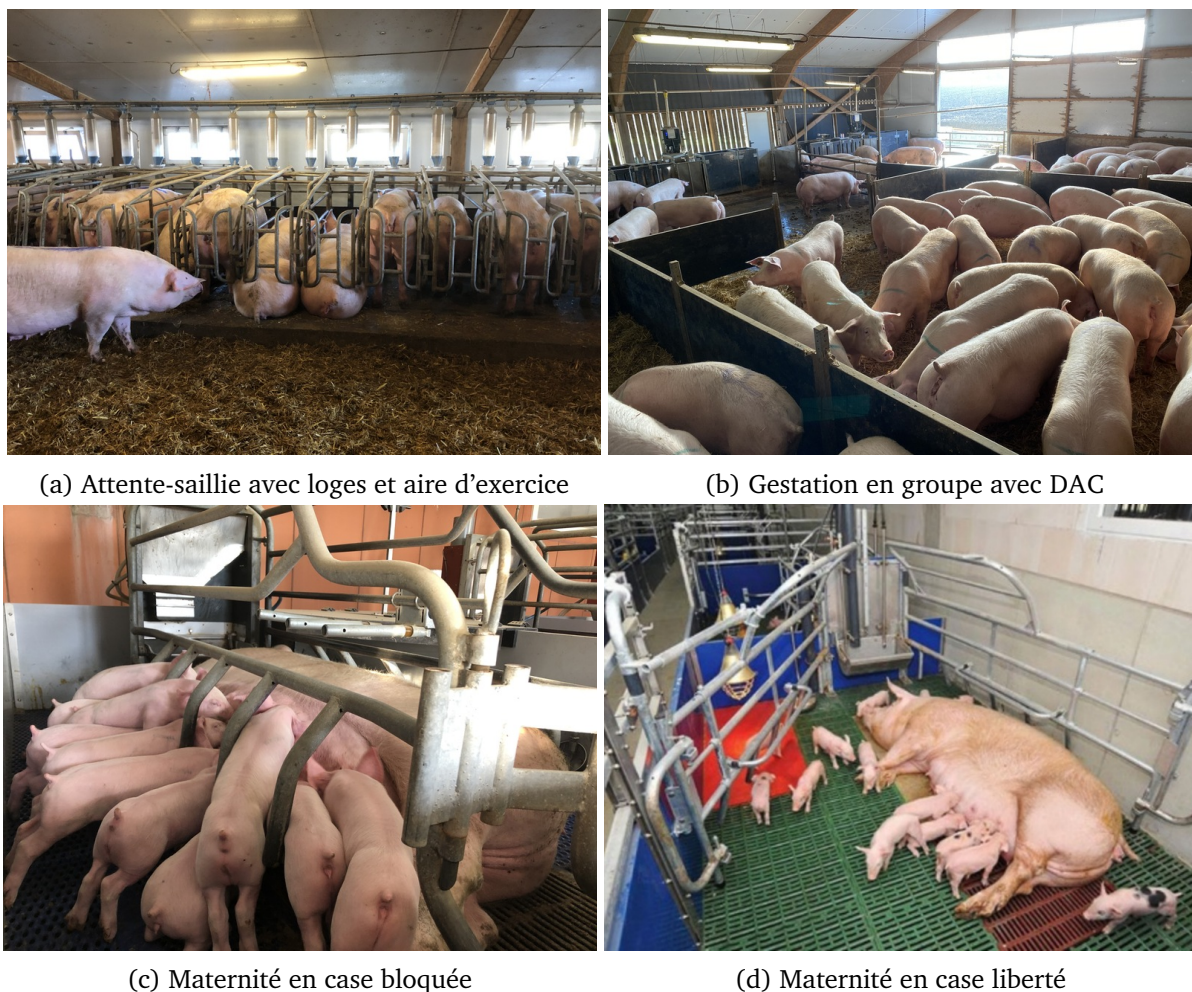 (a) Attente-saillie avec loges et aire d’exercice
(b) Gestation en groupe avec DAC
(c) Maternité en case bloquée
(d) Maternité en case liberté